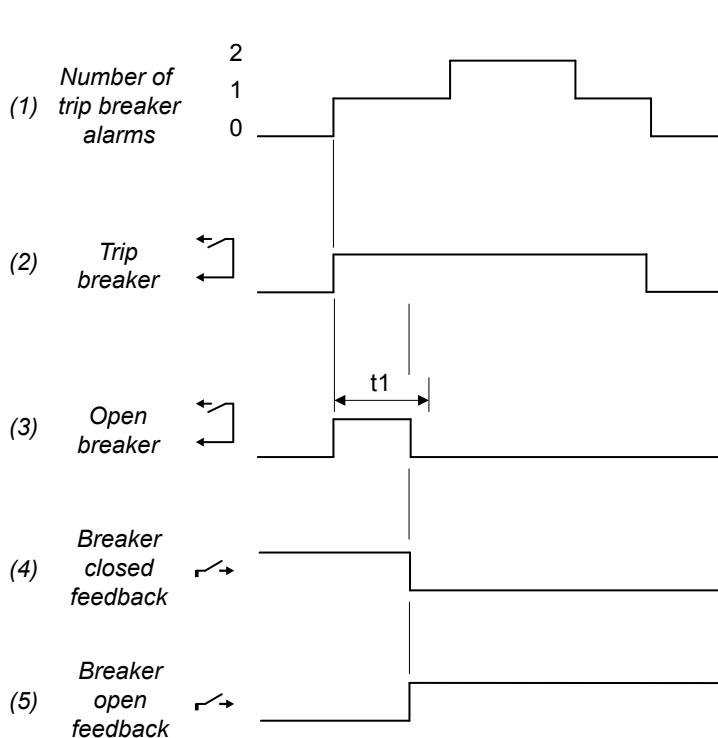 2
Number of
1
(1) trip breaker
alarms
0
(2) Trip
breaker
t1
(3) Open
breaker
Breaker
(4) closed
feedback
Breaker
(5) open
feedback